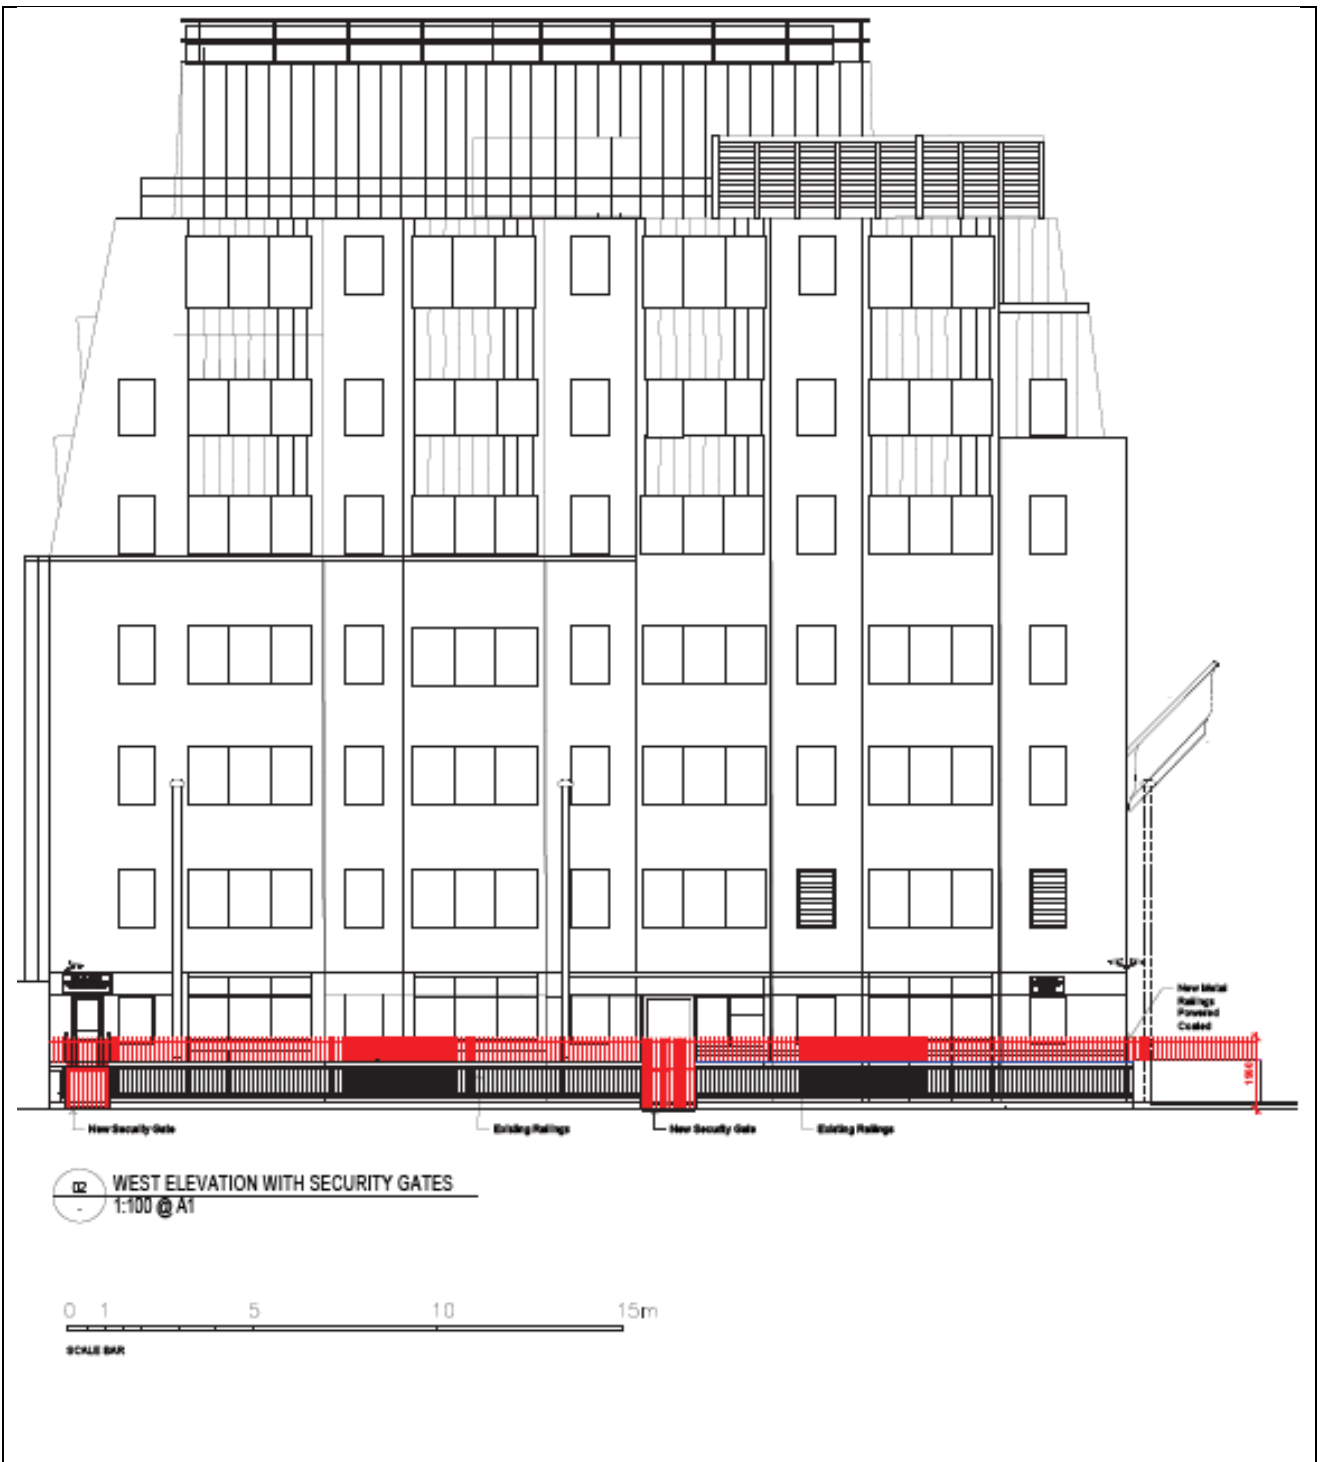 New Metal
Railings
Powered
Coated
New Security Gate
Existing Railings
New Security Gate
Existing Railings
02
-
WEST ELEVATION WITH SECURITY GATES
1:100 @ A1
0 1 5 10 15m
SCALE BAR